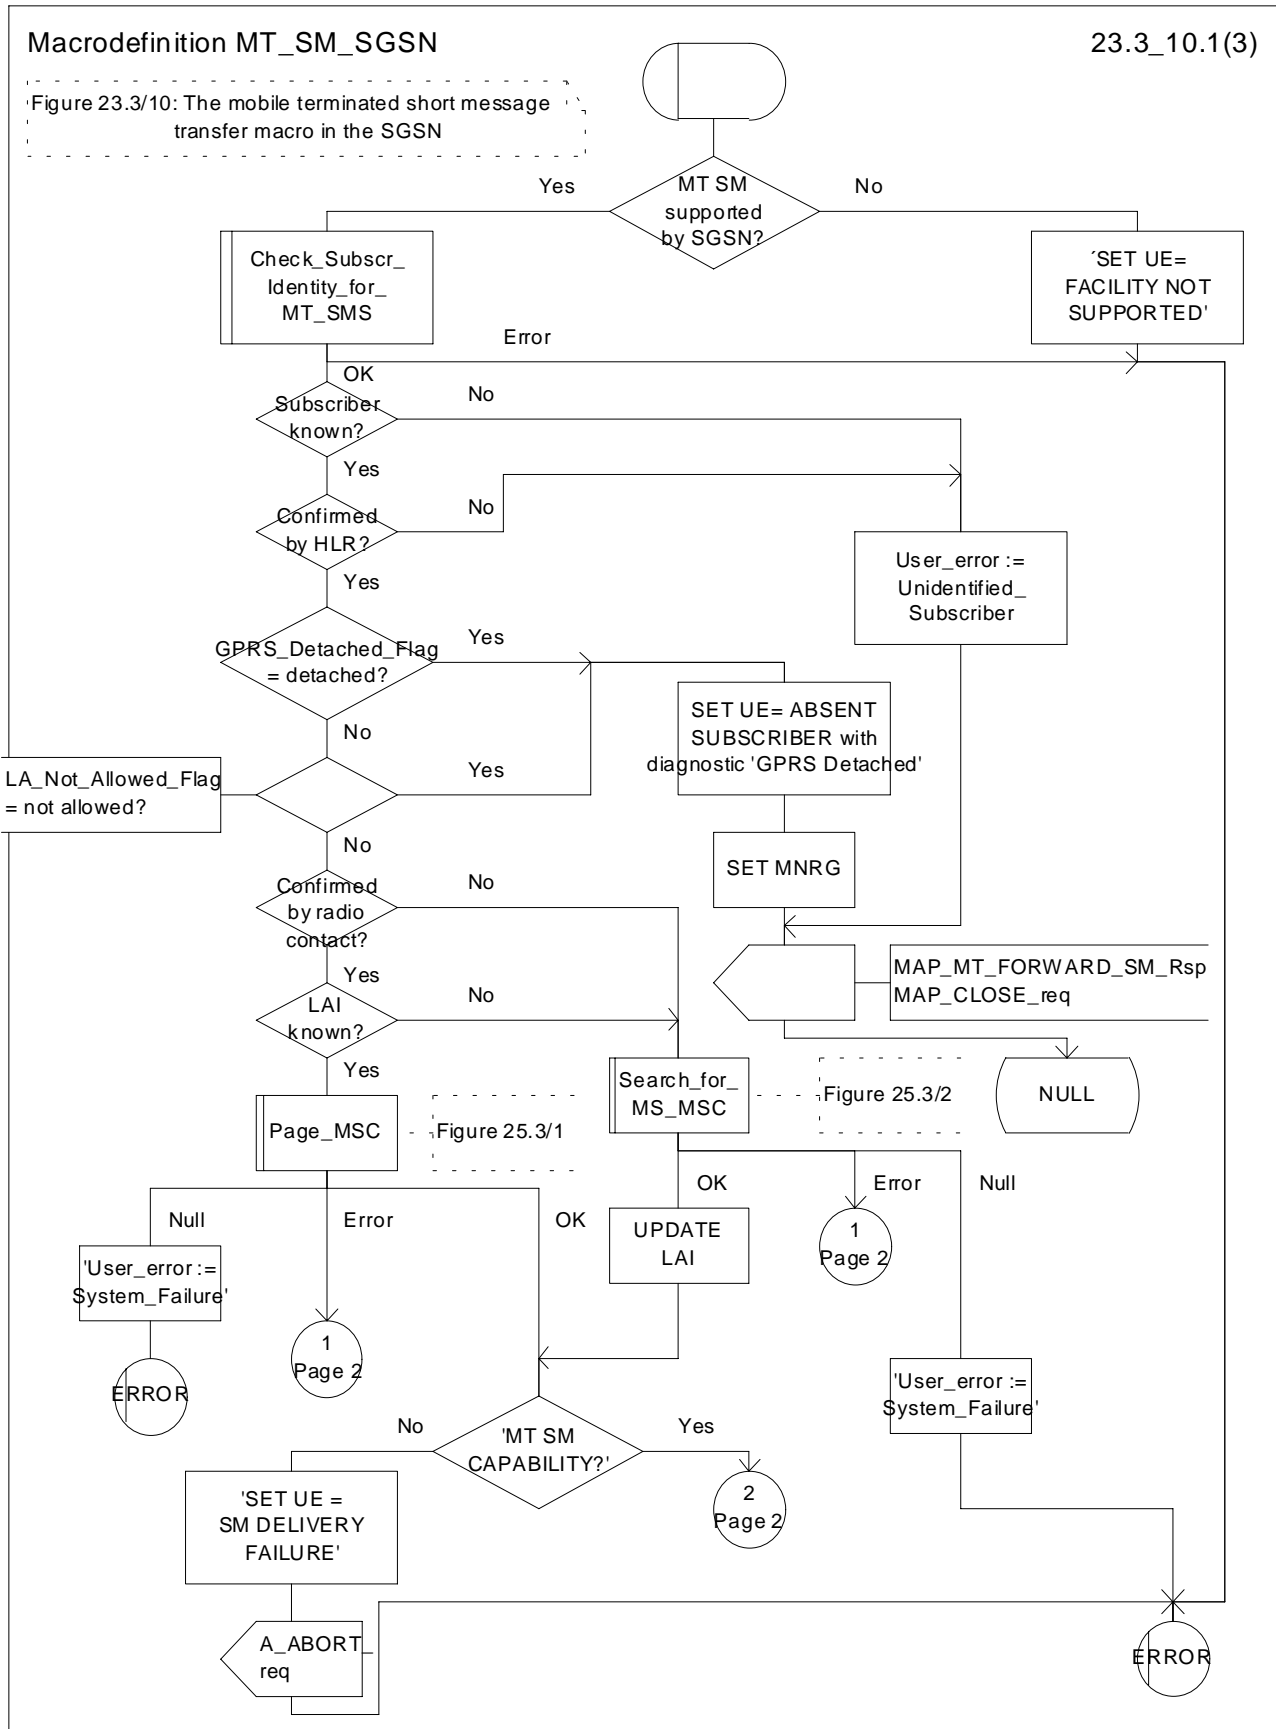 Macrodefinition MT_SM_SGSN
23.3_10.1(3)
Figure 23.3/10: The mobile terminated short message
transfer macro in the SGSN
Yes
MT SM
supported
by SGSN?
No
Check_Subscr_
Identity_for_
MT_SMS
´SET UE=
FACILITY NOT
SUPPORTED'
Error
OK
Subscriber
known?
No
Yes
Confirmed
by HLR?
No
User_error :=
Unidentified_
Subscriber
Yes
GPRS_Detached_Flag
= detached?
Yes
SET UE= ABSENT
SUBSCRIBER with
diagnostic 'GPRS Detached'
No
LA_Not_Allowed_Flag
= not allowed?
Yes
No
SET MNRG
Confirmed
by radio
contact?
No
MAP_MT_FORWARD_SM_Rsp
MAP_CLOSE_req
Yes
LAI
known?
No
Yes
Search_for_
MS_MSC
Figure 25.3/2
NULL
Page_MSC
Figure 25.3/1
OK
Error
Null
Null
Error
OK
UPDATE
LAI
1
Page 2
'User_error :=
System_Failure'
1
Page 2
ERROR
'User_error :=
System_Failure'
No
'MT SM
CAPABILITY?'
Yes
'SET UE =
SM DELIVERY
FAILURE'
2
Page 2
A_ABORT_
req
ERROR